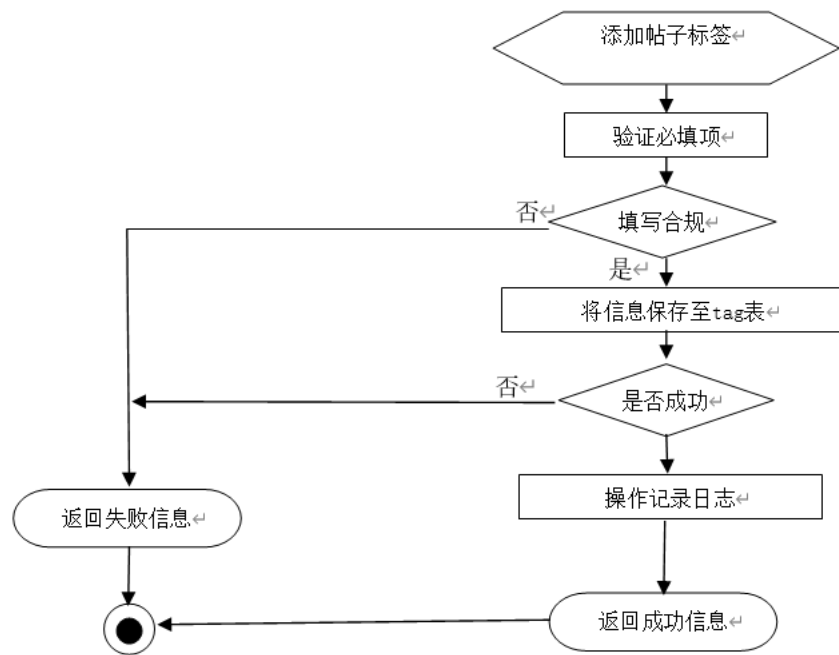 添加帖子标签
验证必填项
否
填写合规
是
将信息保存至tag表
否
是否成功
操作记录日志
返回失败信息
返回成功信息